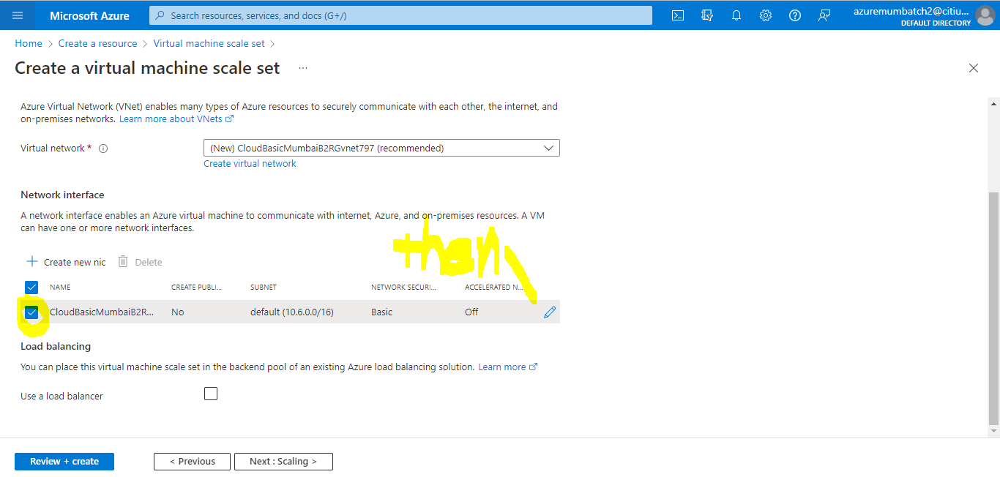 Microsoft Azure
Search resources, services, and docs (G+/)
azuremumbatch2@citiu...
DEFAULT DIRECTORY
Home > Create a resource > Virtual machine scale set >
Create a virtual machine scale set ...
Azure Virtual Network (VNet) enables many types of Azure resources to securely communicate with each other, the internet, and
on-premises networks. Learn more about VNets
Virtual network *
(New) CloudBasicMumbaiB2RGvnet797 (recommended)
Create virtual network
Network interface
A network interface enables an Azure virtual machine to communicate with internet, Azure, and on-premises resources. A VM
can have one or more network interfaces.
than
Create new nic Delete
NAME CREATE PUBLI... SUBNET NETWORK SECURI... ACCELERATED N...
CloudBasicMumbaiB2R... No default (10.6.0.0/16) Basic Off
Load balancing
You can place this virtual machine scale set in the backend pool of an existing Azure load balancing solution. Learn more
Use a load balancer
Review + create < Previous Next : Scaling >